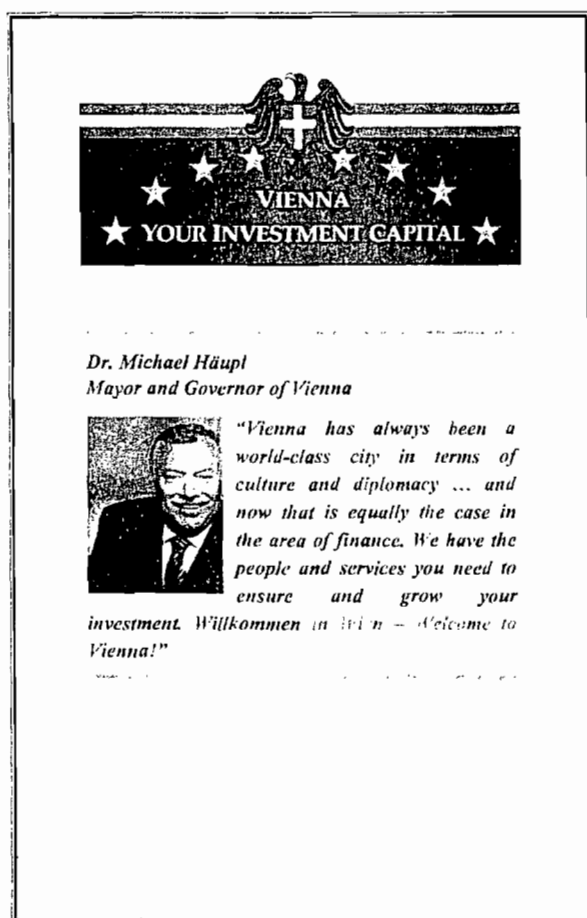 VIENNA
YOUR INVESTMENT CAPITAL
Dr. Michael Häupl
Mayor and Governor of Vienna
"Vienna has always been a
world-class city in terms of
culture and diplomacy ... and
now that is equally the case in
the area of finance. We have the
people and services you need to
ensure and grow your
investment. Willkommen in – Welcome to
Vienna!"